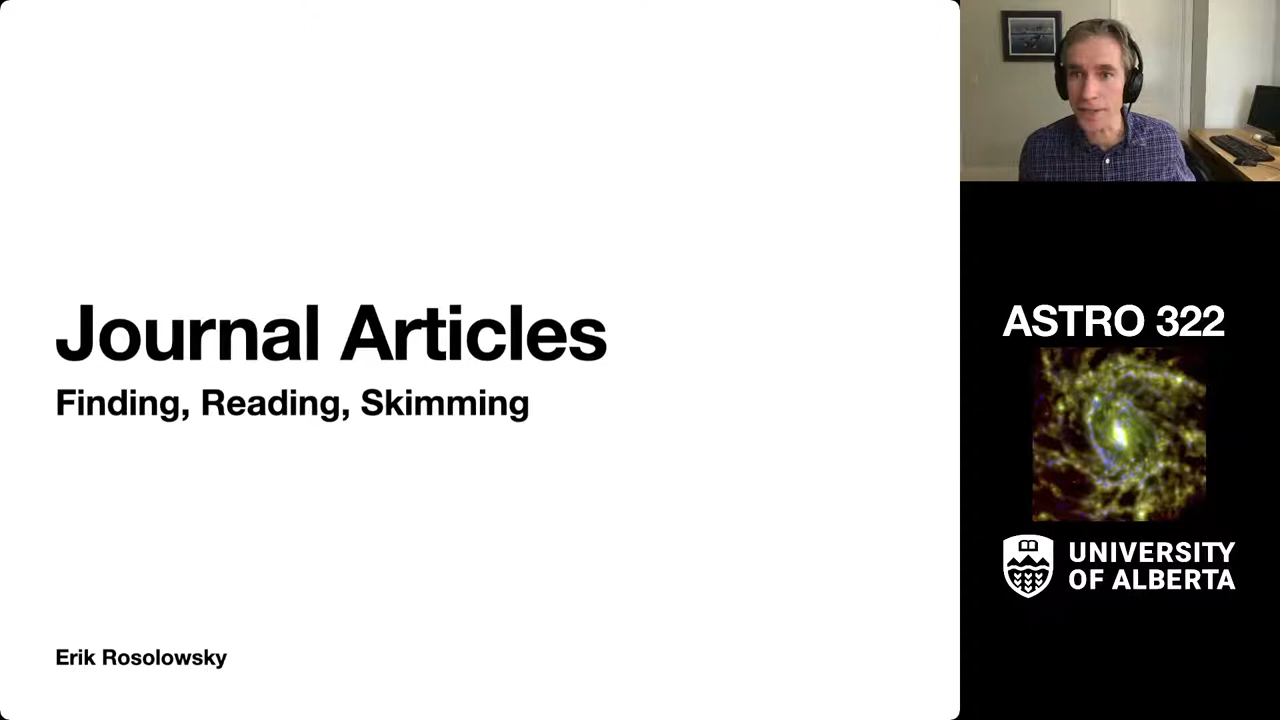 Journal Articles
Finding, Reading, Skimming
Erik Rosolowsky
ASTRO 322
UNIVERSITY
OF ALBERTA